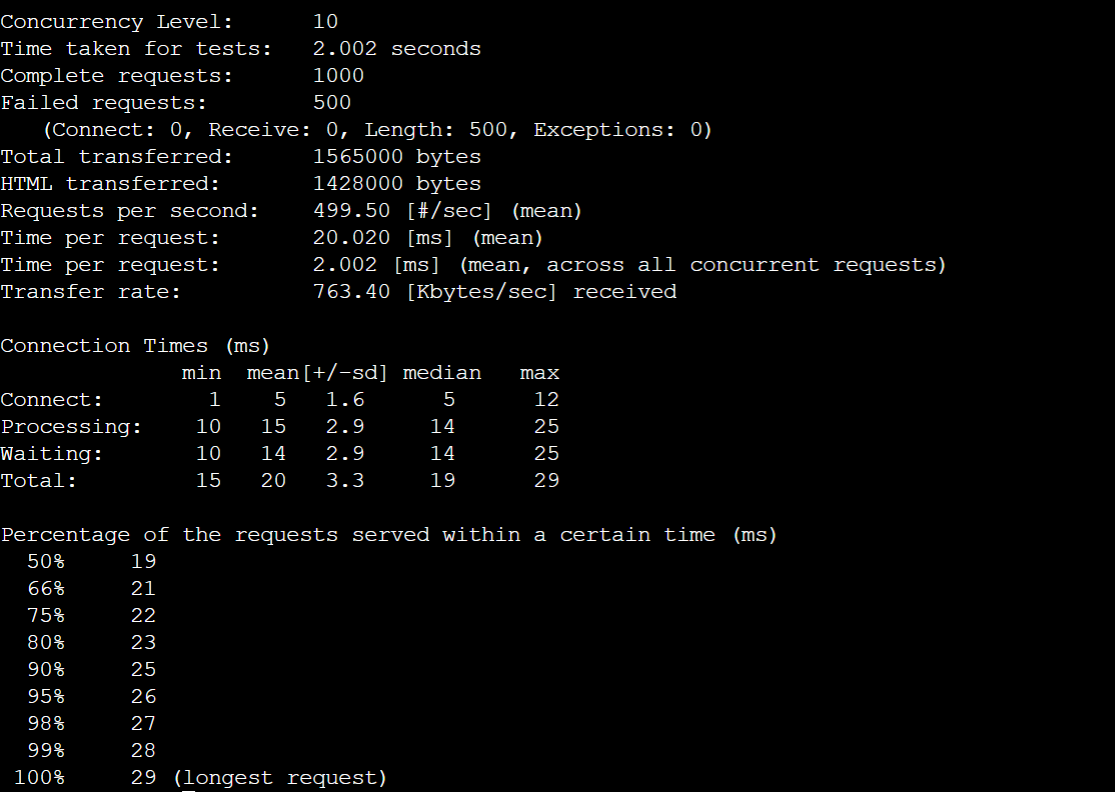 Concurrency Level:      10
Time taken for tests:   2.002 seconds
Complete requests:      1000
Failed requests:        500
   (Connect: 0, Receive: 0, Length: 500, Exceptions: 0)
Total transferred:      1565000 bytes
HTML transferred:       1428000 bytes
Requests per second:    499.50 [#/sec] (mean)
Time per request:       20.020 [ms] (mean)
Time per request:       2.002 [ms] (mean, across all concurrent requests)
Transfer rate:          763.40 [Kbytes/sec] received

Connection Times (ms)
              min  mean[+/-sd] median   max
Connect:        1    5   1.6      5      12
Processing:    10   15   2.9     14      25
Waiting:       10   14   2.9     14      25
Total:         15   20   3.3     19      29

Percentage of the requests served within a certain time (ms)
  50%     19
  66%     21
  75%     22
  80%     23
  90%     25
  95%     26
  98%     27
  99%     28
 100%     29 (longest request)